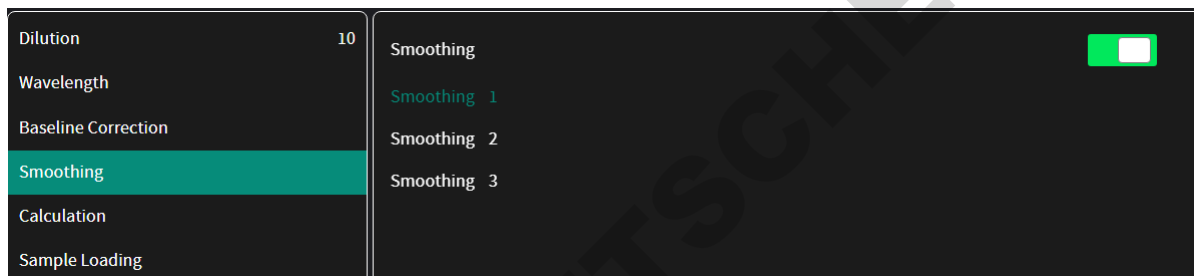 Dilution 10
Wavelength
Baseline Correction
Smoothing
Calculation
Sample Loading
Smoothing
Smoothing 1
Smoothing 2
Smoothing 3